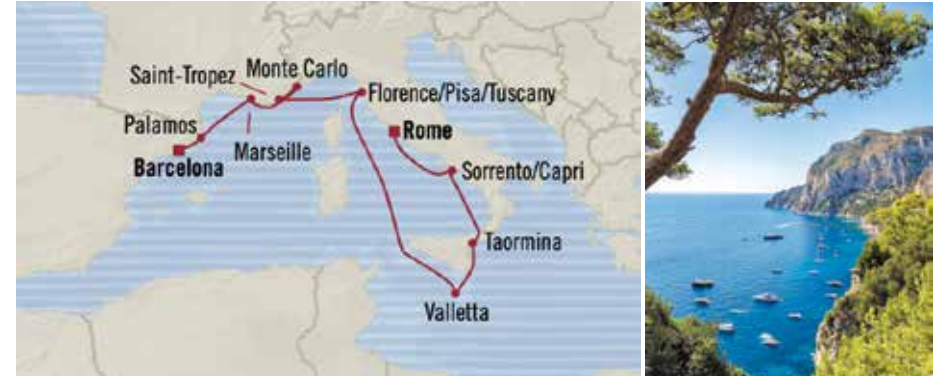 Saint-Tropez
Monte Carlo
Florence/Pisa/Tuscany
Palamos
Rome
Marseille
Barcelona
Sorrento/Capri
Taormina
Valletta